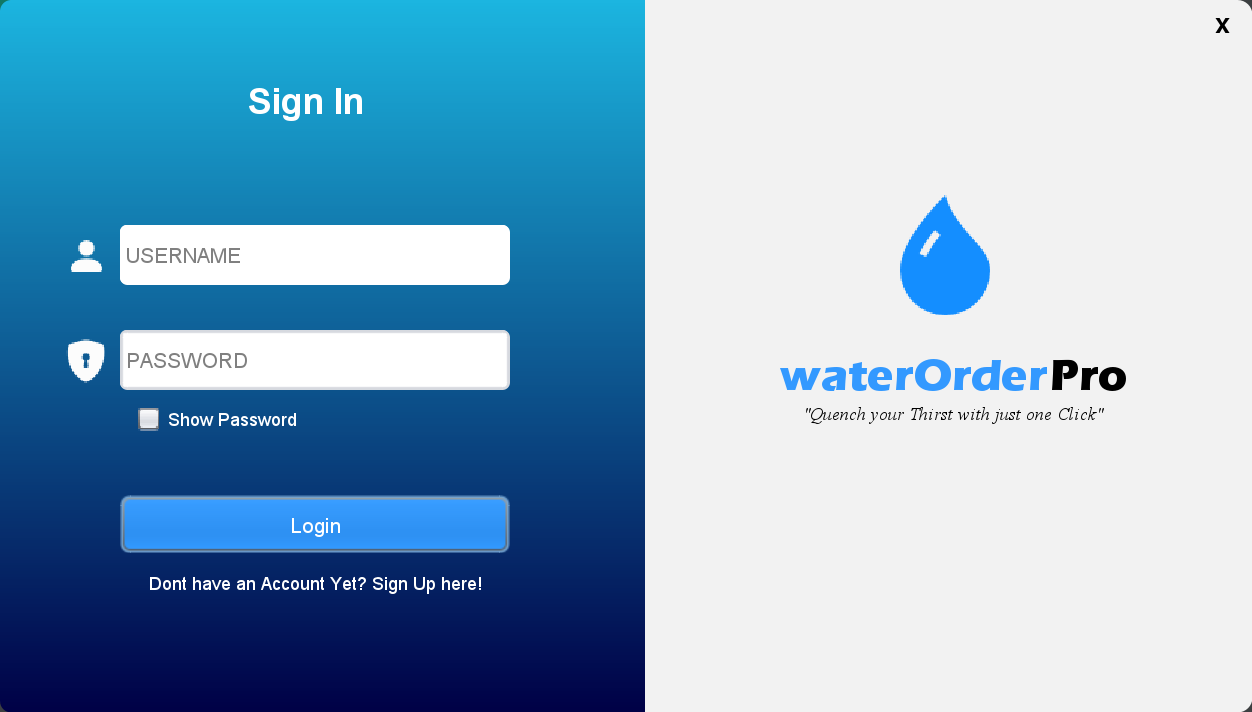 Sign In
USERNAME
PASSWORD
Show Password
Login
Dont have an Account Yet? Sign Up here!
X
waterOrderPro
"Quench your Thirst with just one Click"